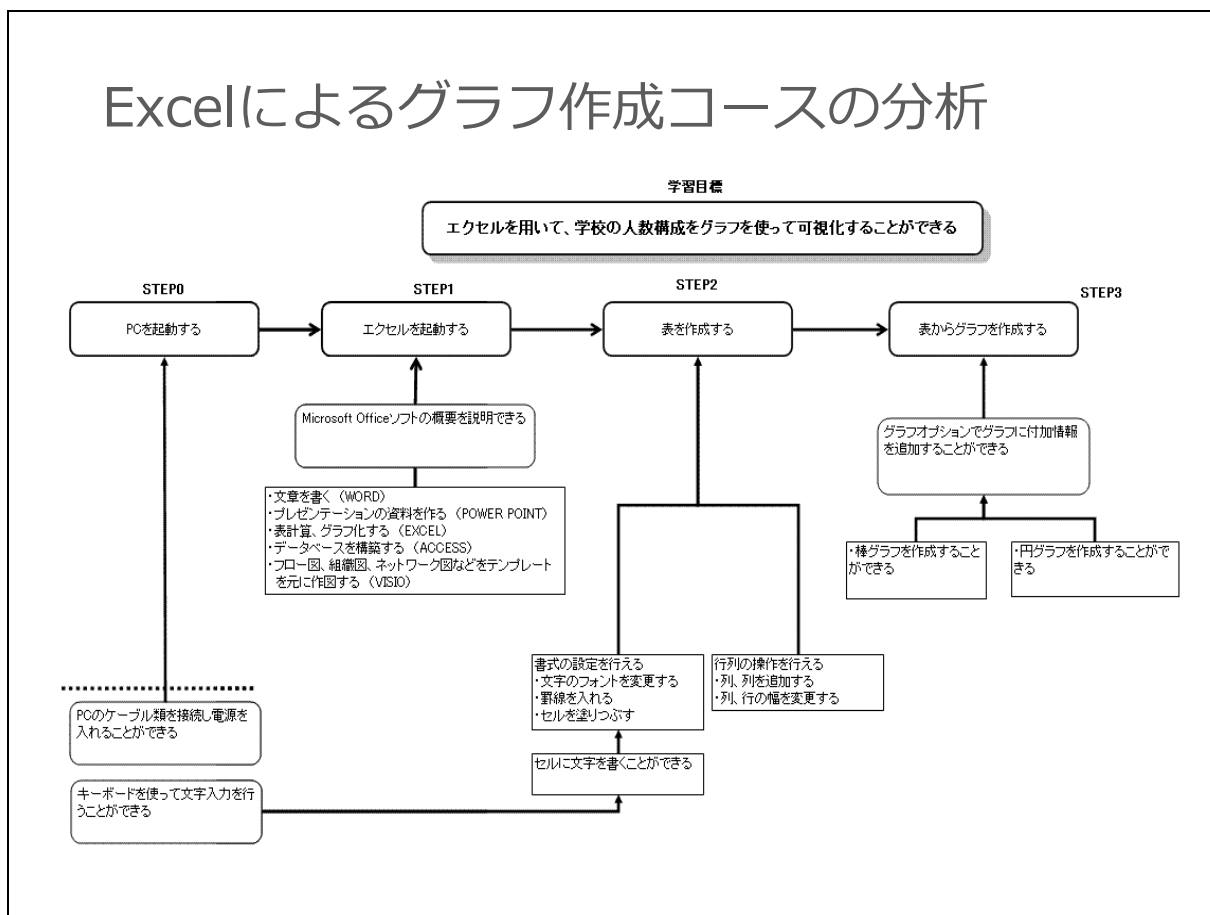 Excelによるグラフ作成コースの分析
学習目標
エクセルを用いて、学校の人数構成をグラフを使って可視化することができる
STEP0
PCを起動する
STEP1
エクセルを起動する
STEP2
表を作成する
STEP3
表からグラフを作成する
Microsoft Officeソフトの概要を説明できる
・文章を書く（WORD）
・プレゼンテーションの資料を作る（POWER POINT）
・表計算、グラフ化する（EXCEL）
・データベースを構築する（ACCESS）
・フロー図、組織図、ネットワーク図などをテンプレート
を元に作図する（VISIO）
グラフオプションでグラフに付加情報
を追加することができる
・棒グラフを作成すること
ができる
・円グラフを作成することがで
きる
書式の設定を行える
・文字のフォントを変更する
・罫線を入れる
・セルを塗りつぶす
行列の操作を行える
・列、列を追加する
・列、行の幅を変更する
セルに文字を書くことができる
PCのケーブル類を接続し電源を
入れることができる
キーボードを使って文字入力を行
うことができる